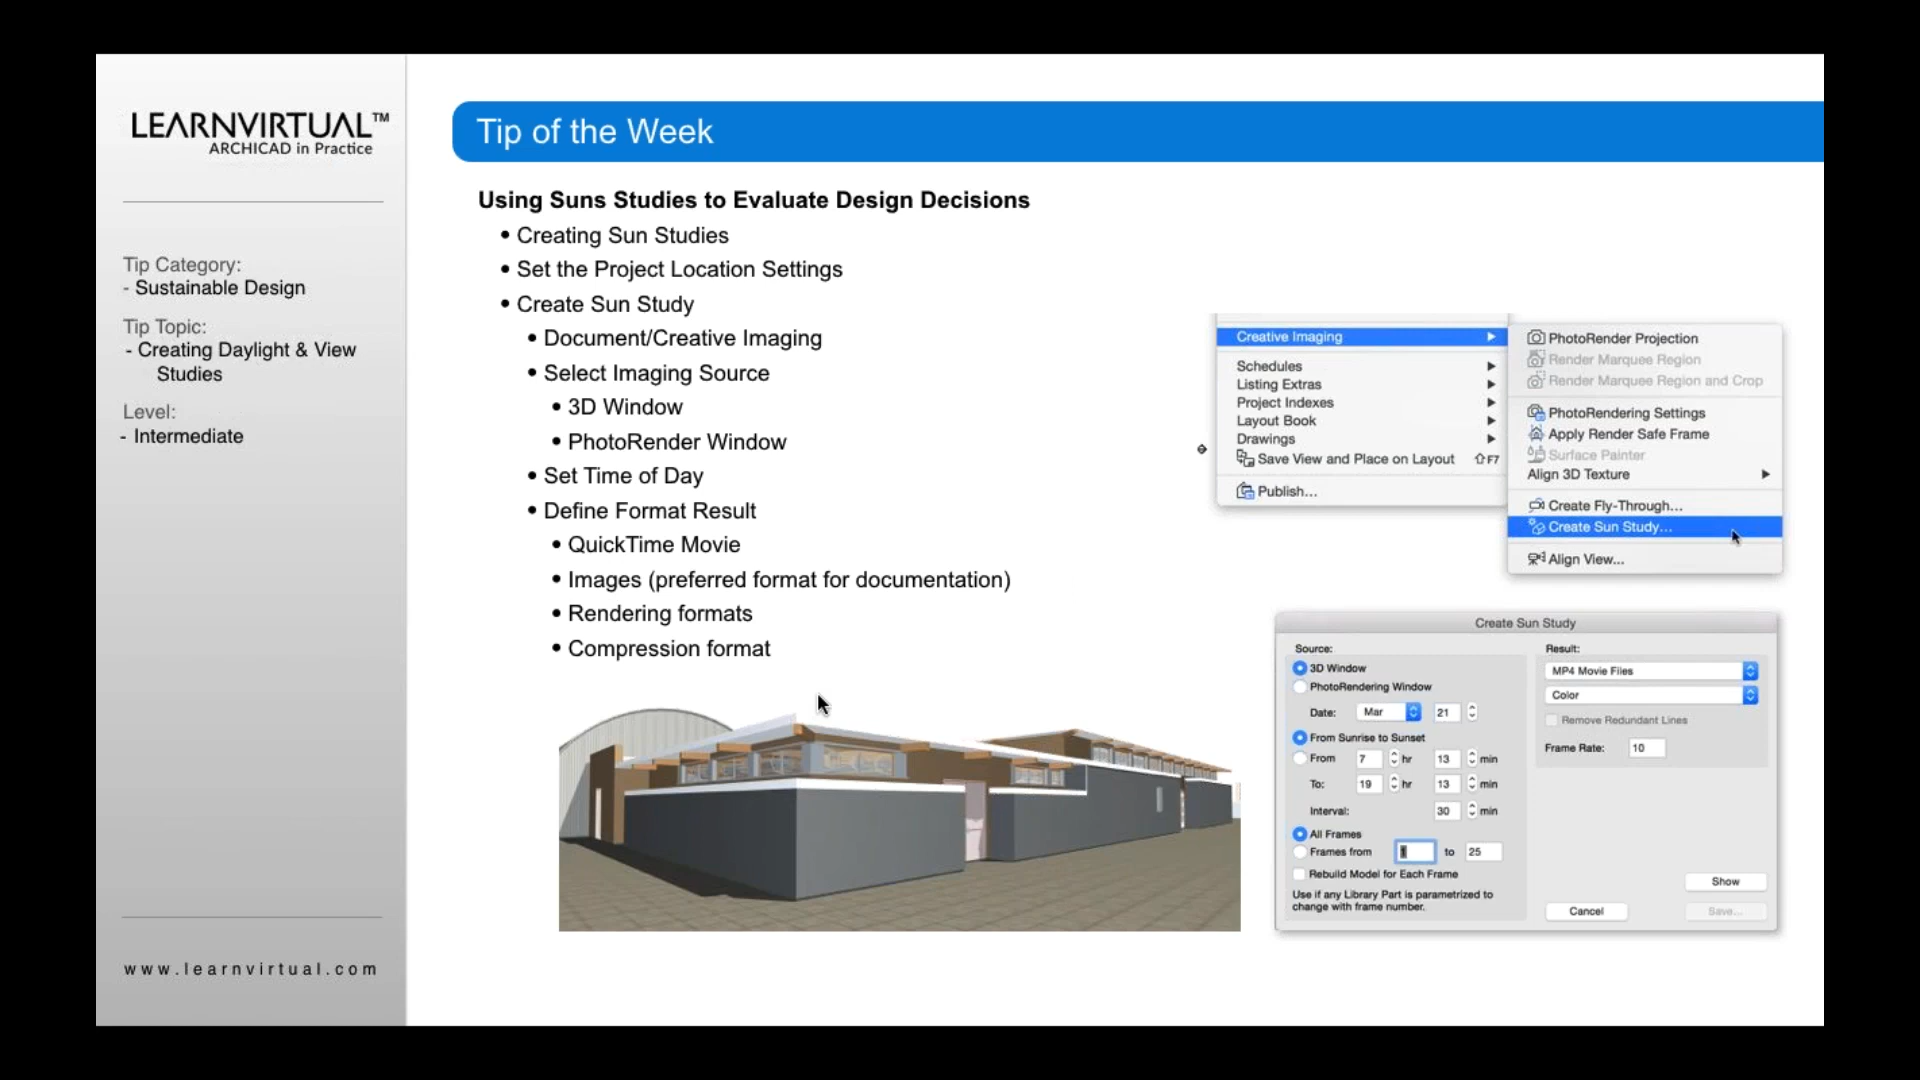 LEARNVIRTUAL™
ARCHICAD in Practice
Tip Category:
- Sustainable Design
Tip Topic:
- Creating Daylight & View
Studies
Level:
- Intermediate
www.learnvirtual.com
Tip of the Week
Using Suns Studies to Evaluate Design Decisions
• Creating Sun Studies
• Set the Project Location Settings
• Create Sun Study
• Document/Creative Imaging
• Select Imaging Source
• 3D Window
• PhotoRender Window
• Set Time of Day
• Define Format Result
• QuickTime Movie
• Images (preferred format for documentation)
• Rendering formats
• Compression format
Creative Imaging
Schedules
Listing Extras
Project Indexes
Layout Book
Drawings
Save View and Place on Layout ⇧F7
Publish...
PhotoRender Projection
Render Marquee Region
Render Marquee Region and Crop
PhotoRendering Settings
Apply Render Safe Frame
Surface Painter
Align 3D Texture
Create Fly-Through...
Create Sun Study...
Align View...
Create Sun Study
Source:
3D Window
PhotoRendering Window
Date: Mar 21
From Sunrise to Sunset
From 7 hr 13 min
To: 19 hr 13 min
Interval: 30 min
All Frames
Frames from 1 to 25
Rebuild Model for Each Frame
Use if any Library Part is parametrized to
change with frame number.
Result:
MP4 Movie Files
Color
Remove Redundant Lines
Frame Rate: 10
Show
Cancel
Save...